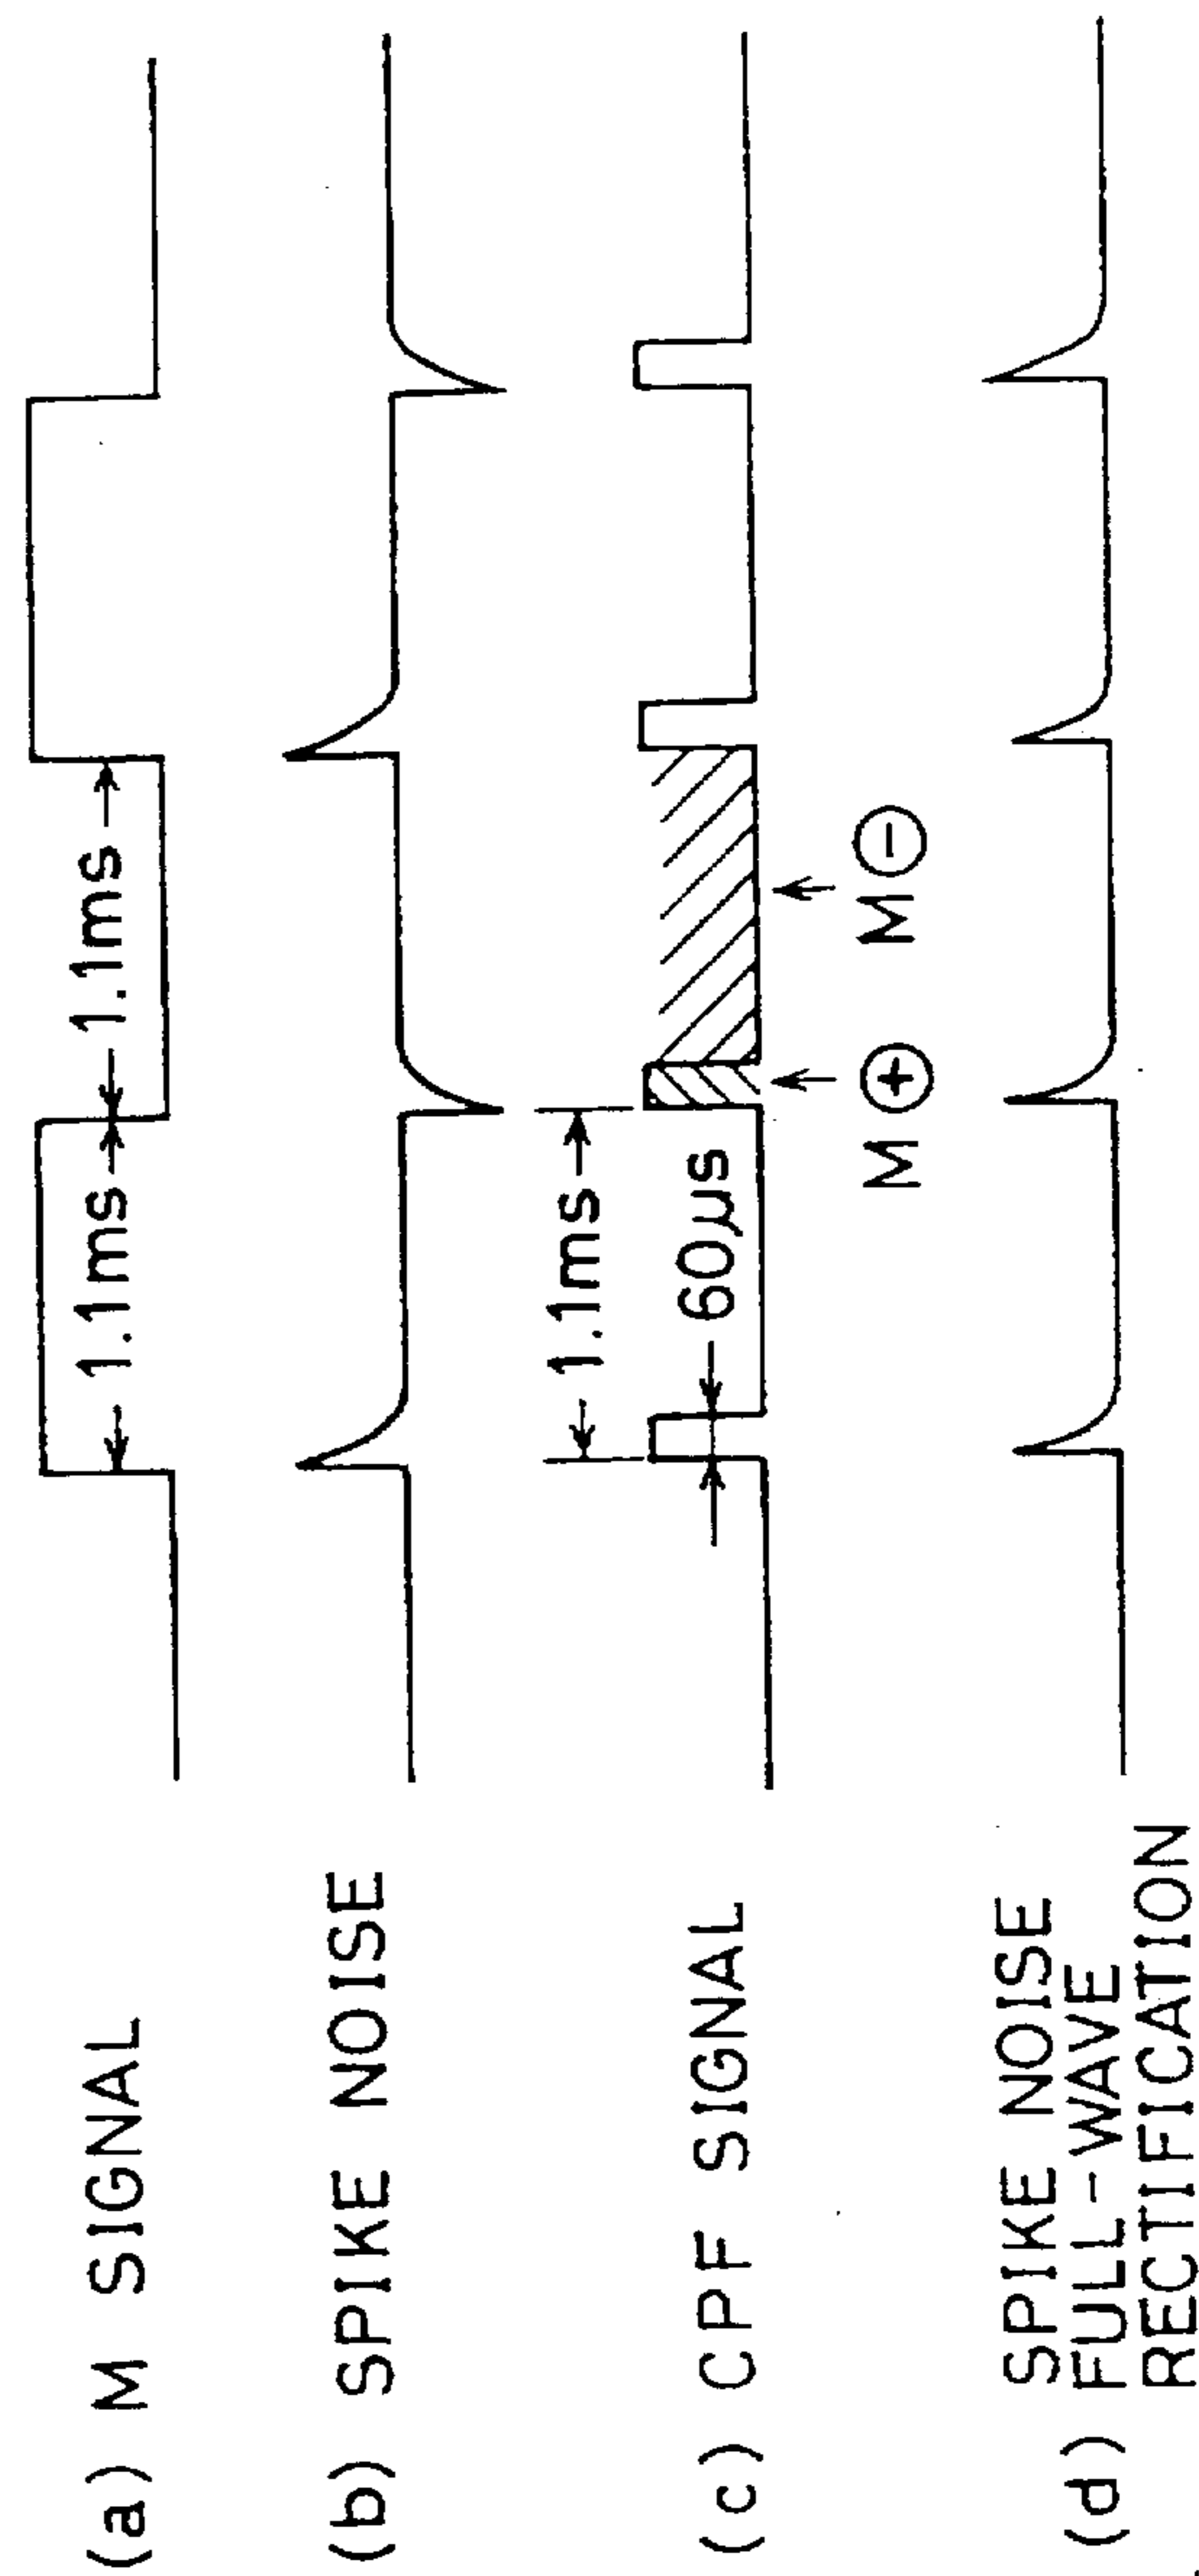 (a) M SIGNAL
1.1ms
1.1ms
(b) SPIKE NOISE
(c) CPF SIGNAL
1.1ms
60μs
M⊕
M⊖
(d) SPIKE NOISE
FULL-WAVE
RECTIFICATION